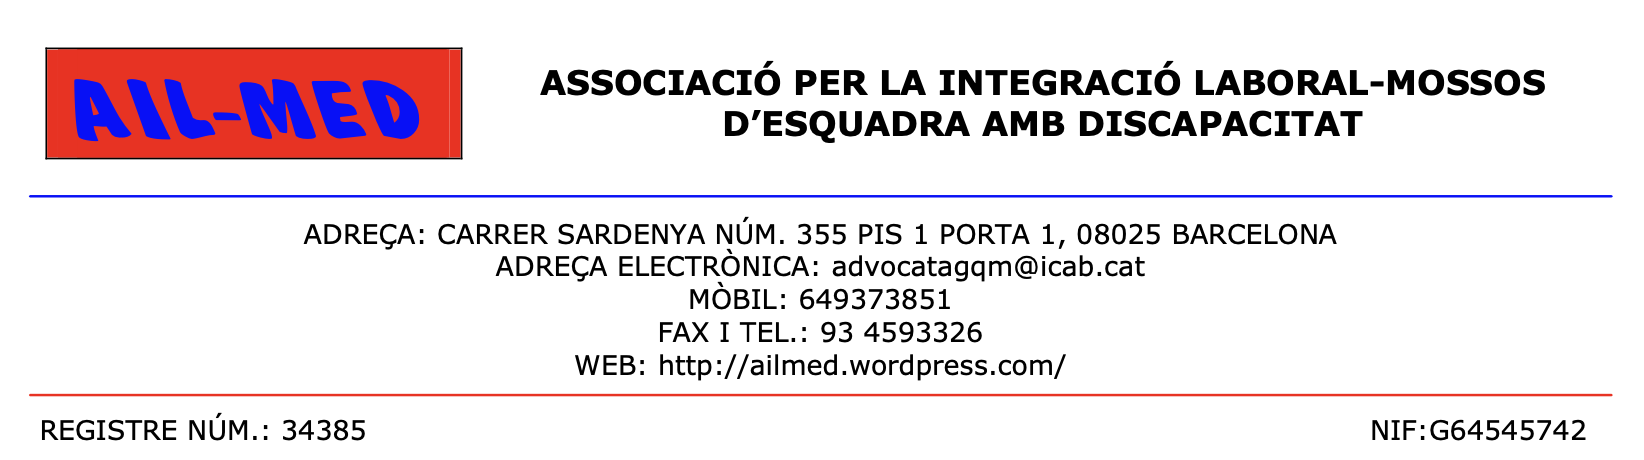 AIL-MED
ASSOCIACIÓ PER LA INTEGRACIÓ LABORAL-MOSSOS
D’ESQUADRA AMB DISCAPACITAT
ADREÇA: CARRER SARDENYA NÚM. 355 PIS 1 PORTA 1, 08025 BARCELONA
ADREÇA ELECTRÒNICA: advocatagqm@icab.cat
MÒBIL: 649373851
FAX I TEL.: 93 4593326
WEB: http://ailmed.wordpress.com/
REGISTRE NÚM.: 34385
NIF:G64545742